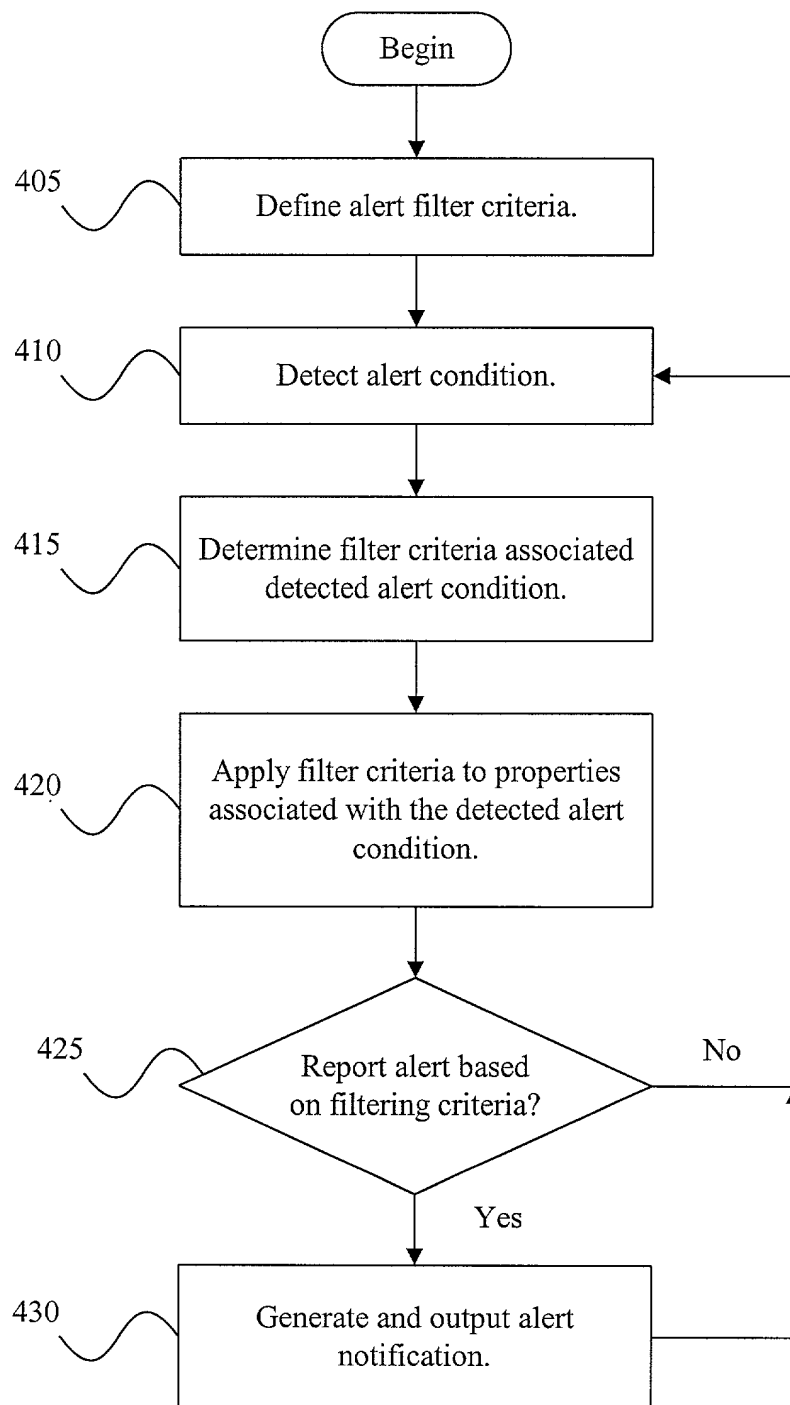 Begin
405
Define alert filter criteria.
410
Detect alert condition.
415
Determine filter criteria associated
detected alert condition.
420
Apply filter criteria to properties
associated with the detected alert
condition.
425
Report alert based
on filtering criteria?
No
Yes
430
Generate and output alert
notification.